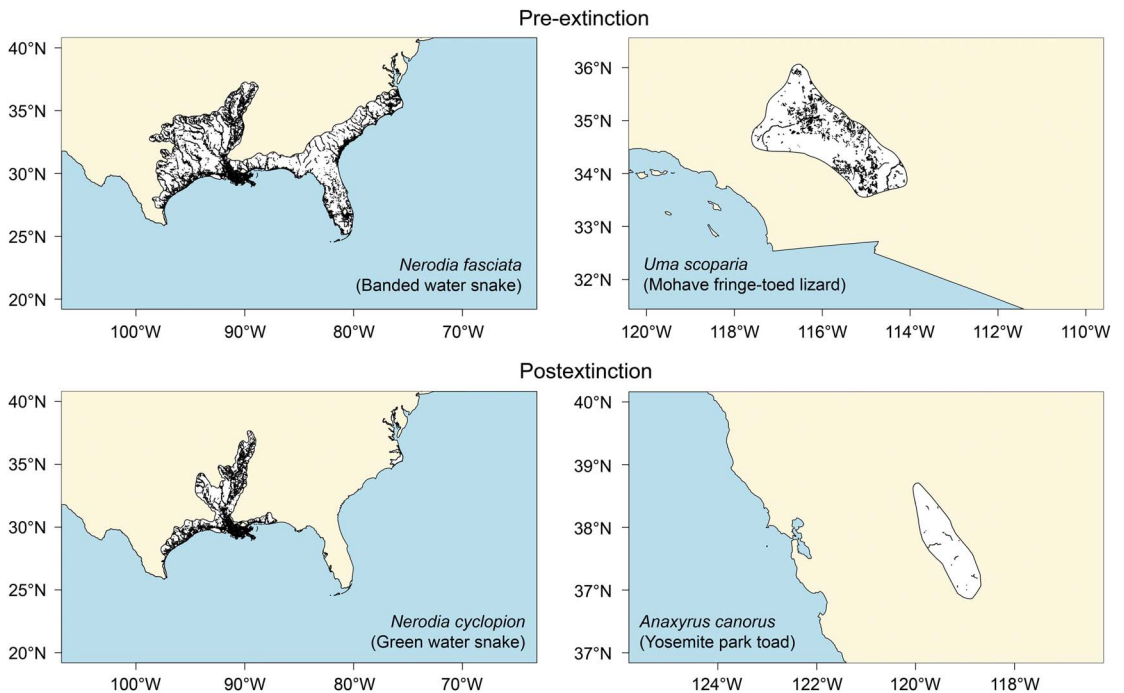 Pre-extinction
40°N
35°N
30°N
25°N
20°N
Nerodia fasciata
(Banded water snake)
100°W 90°W 80°W 70°W
36°N
35°N
34°N
33°N
32°N
Uma scoparia
(Mohave fringe-toed lizard)
120°W 118°W 116°W 114°W 112°W 110°W
Postextinction
40°N
35°N
30°N
25°N
20°N
Nerodia cyclopion
(Green water snake)
100°W 90°W 80°W 70°W
40°N
39°N
38°N
37°N
37°N
Anaxyrus canorus
(Yosemite park toad)
124°W 122°W 120°W 118°W